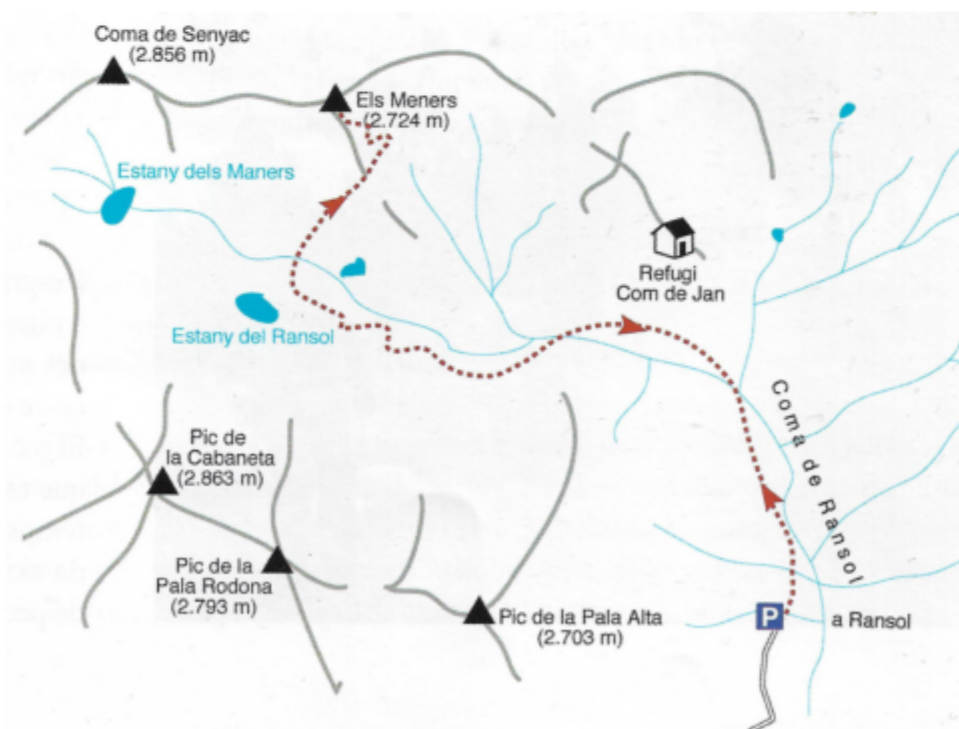 Coma de Senyac
(2.856 m)
Els Meners
(2.724 m)
Estany dels Maners
Refugi
Com de Jan
Estany del Ransol
Coma de Ransol
Pic de
la Cabaneta
(2.863 m)
Pic de la
Pala Rodona
(2.793 m)
Pic de la Pala Alta
(2.703 m)
P
a Ransol